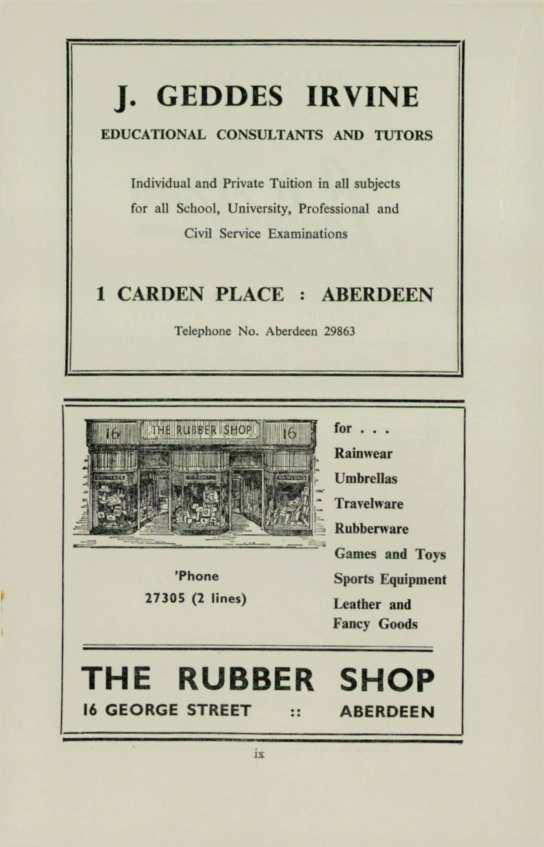 J. GEDDES IRVINE
EDUCATIONAL CONSULTANTS AND TUTORS
Individual and Private Tuition in all subjects
for all School, University, Professional and
Civil Service Examinations
1 CARDEN PLACE : ABERDEEN
Telephone No. Aberdeen 29863
16 THE RUBBER SHOP 16
'Phone
27305 (2 lines)
for . . .
Rainwear
Umbrellas
Travelware
Rubberware
Games and Toys
Sports Equipment
Leather and
Fancy Goods
THE RUBBER SHOP
16 GEORGE STREET :: ABERDEEN
ix